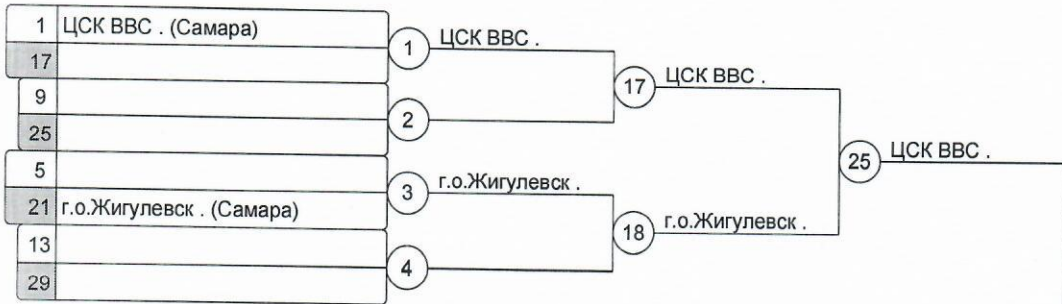 1 ЦСК ВВС . (Самара)
17
9
25
5
21 г.о.Жигулевск . (Самара)
13
29
1 ЦСК ВВС .
2
3 г.о.Жигулевск .
4
17 ЦСК ВВС .
18 г.о.Жигулевск .
25 ЦСК ВВС .